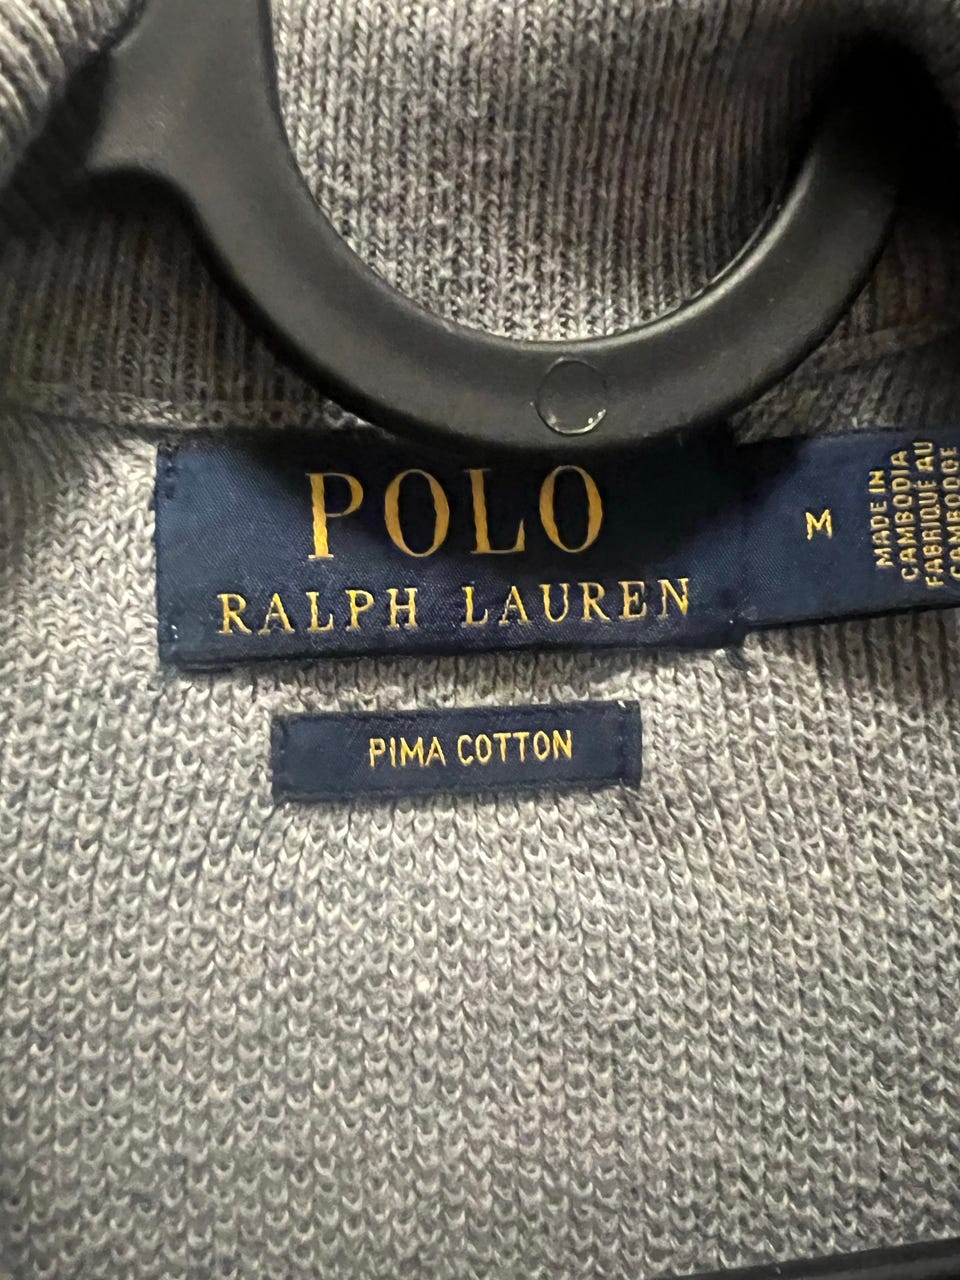 POLO
RALPH LAUREN
M
MADE IN
CAMBODIA
FABRIQUÉ AU
CAMBODGE
PIMA COTTON